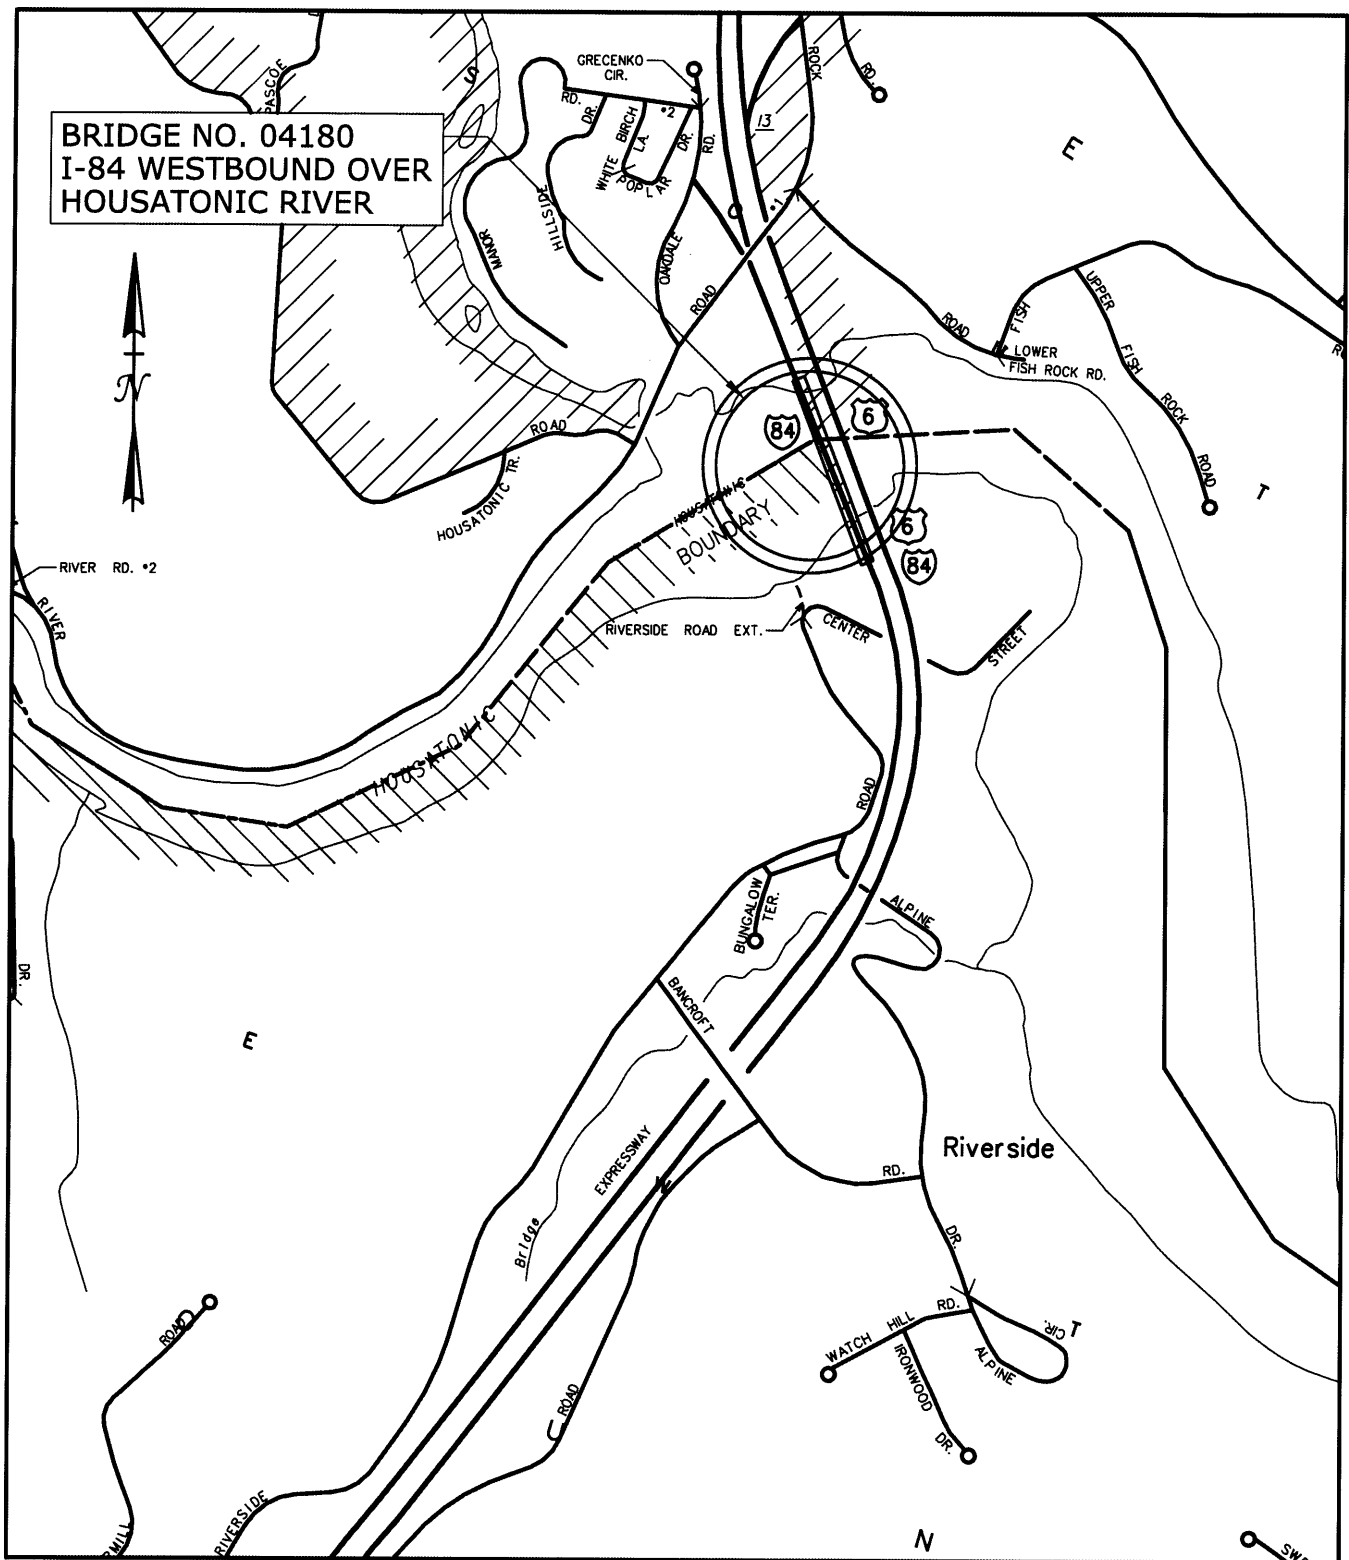 GRECENKO
CIR.
PASCOE
S
ROCK
RD.
BRIDGE NO. 04180
I-84 WESTBOUND OVER
HOUSATONIC RIVER
RD.
DR.
BIRCH
LA.
WHITE
•2
DR.
POPLAR
RD.
13
E
MANOR
HILLSIDE
OAKDALE
O
•1
ROAD
N
ROAD
FISH
UPPER
FISH
ROCK
ROAD
LOWER
FISH ROCK RD.
84
6
ROAD
HOUSATONIC TR.
HOUSATONIC
BOUNDARY
T
6
84
RIVER RD. •2
RIVER
RIVERSIDE ROAD EXT.
CENTER
STREET
HOUSATONIC
ROAD
BUNGALOW
TER.
ALPINE
DR.
BANCROFT
E
EXPRESSWAY
N
Riverside
RD.
Bridge
DR.
ROAD
WATCH HILL RD.
IRONWOOD
DR.
ALPINE
CIR.
T
ROAD
RIVERSIDE
N